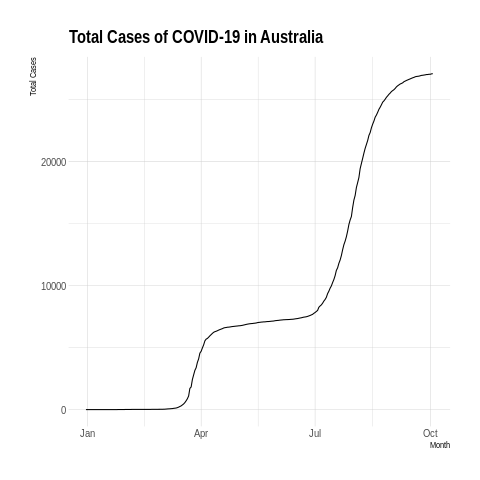 Total Cases of COVID-19 in Australia
Total Cases
20000
10000
0
Jan Apr Jul Oct
Month